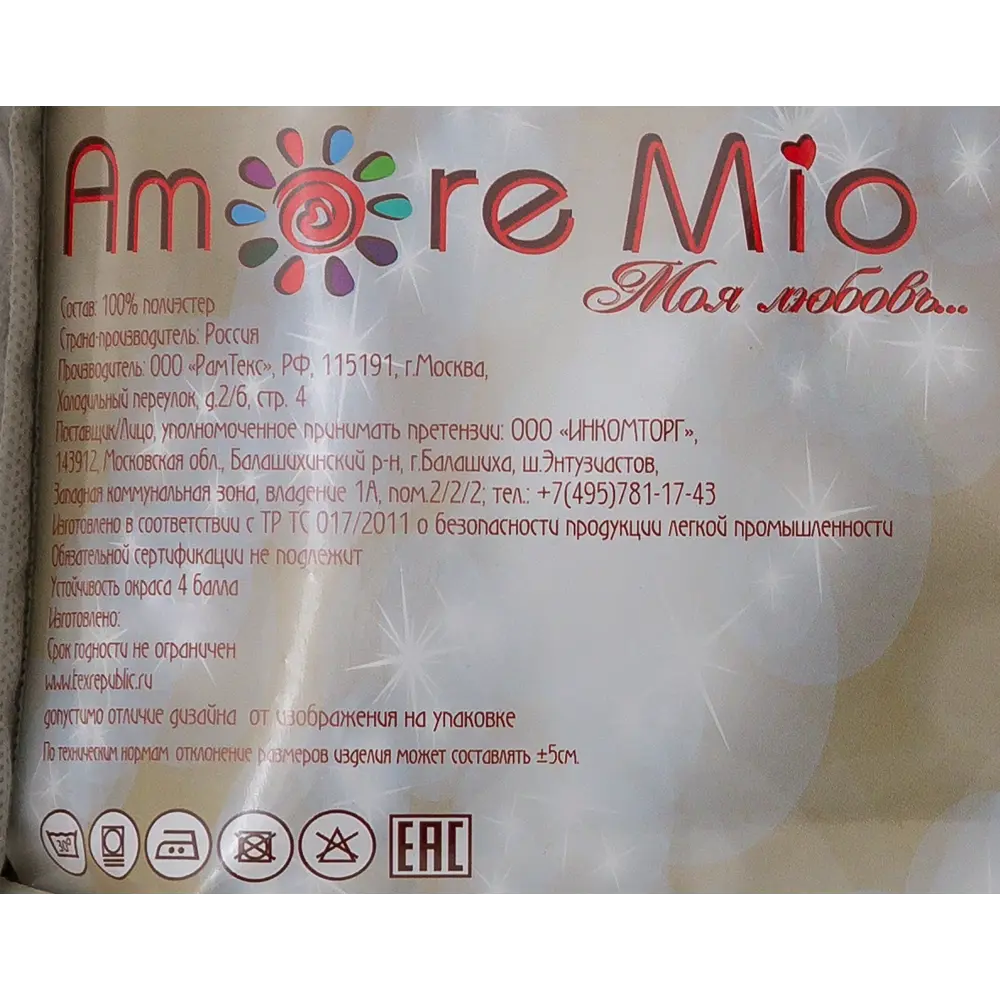 Amore Mio
Моя любовь...
Состав: 100% полиэстер
Страна-производитель: Россия
Производитель: ООО «РамТекс», РФ, 115191, г.Москва,
Холодильный переулок, д.2/6, стр. 4
Поставщик/Лицо, уполномоченное принимать претензии: ООО «ИНКОМТОРГ»,
143912, Московская обл., Балашихинский р-н, г.Балашиха, ш.Энтузиастов,
Западная коммунальная зона, владение 1А, пом.2/2/2; тел.: +7(495)781-17-43
Изготовлено в соответствии с ТР ТС 017/2011 о безопасности продукции легкой промышленности
Обязательной сертификации не подлежит
Устойчивость окраса 4 балла
Изготовлено:
Срок годности не ограничен
www.texrepublic.ru
допустимо отличие дизайна от изображения на упаковке
По техническим нормам отклонение размеров изделия может составлять ±5см.
30° EAC